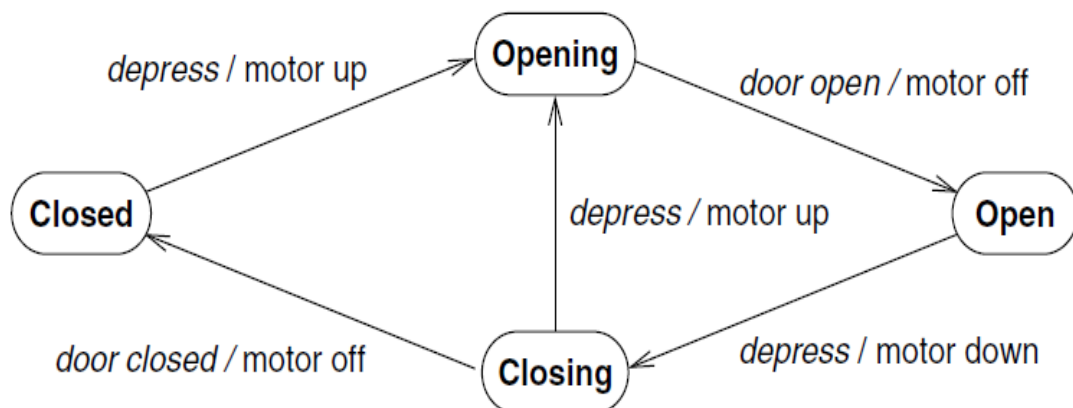 Opening
depress / motor up
door open / motor off
Closed
depress / motor up
Open
door closed / motor off
Closing
depress / motor down